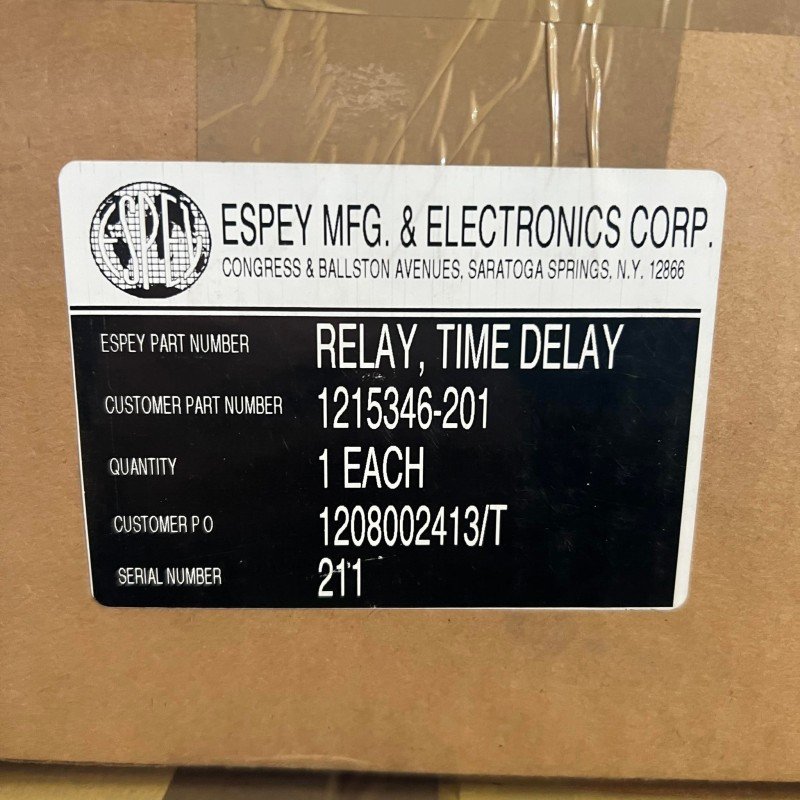 ESPEY
ESPEY MFG. & ELECTRONICS CORP.
CONGRESS & BALLSTON AVENUES, SARATOGA SPRINGS, N.Y. 12866
ESPEY PART NUMBER RELAY, TIME DELAY
CUSTOMER PART NUMBER 1215346-201
QUANTITY 1 EACH
CUSTOMER P O 1208002413/T
SERIAL NUMBER 211